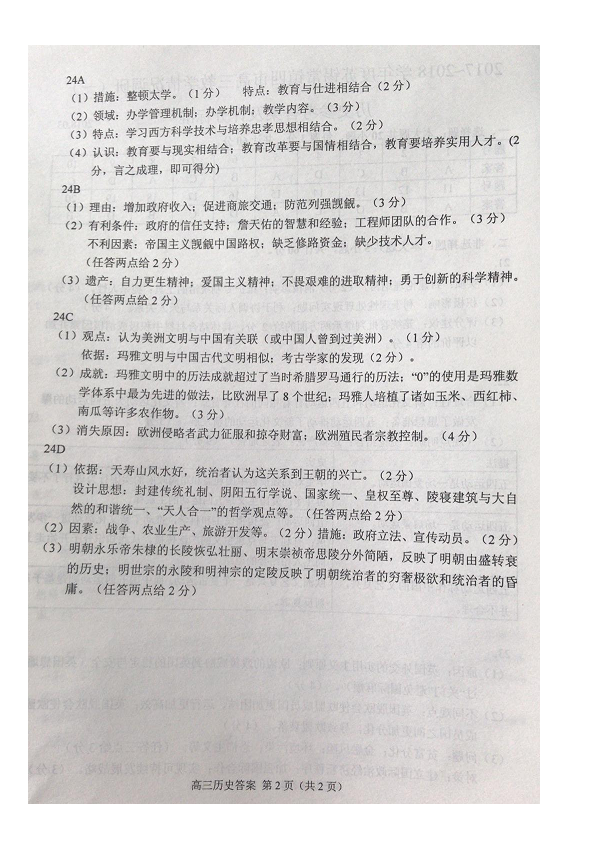 24A
（1）措施：整顿太学。（1 分）  特点：教育与仕进相结合（2 分）
（2）领域：办学管理机制；办学机制；教学内容。（3 分）
（3）特点：学习西方科学技术与培养忠孝思想相结合。（2 分）
（4）认识：教育要与现实相结合；教育改革要与国情相结合，教育要培养实用人才。(2
分，言之成理，即可得分)
24B
（1）理由：增加政府收入；促进商旅交通；防范列强觊觎。（3 分）
（2）有利条件：政府的信任支持；詹天佑的智慧和经验；工程师团队的合作。（3 分）
不利因素：帝国主义觊觎中国路权；缺乏修路资金；缺少技术人才。
（任答两点给 2 分）
（3）遗产：自力更生精神；爱国主义精神；不畏艰难的进取精神；勇于创新的科学精神。
（任答两点给 2 分）
24C
（1）观点：认为美洲文明与中国有关联（或中国人曾到过美洲）。（1 分）
依据：玛雅文明与中国古代文明相似；考古学家的发现（2 分）。
（2）成就：玛雅文明中的历法成就超过了当时希腊罗马通行的历法；“0”的使用是玛雅数
学体系中最为先进的做法，比欧洲早了 8 个世纪；玛雅人培植了诸如玉米、西红柿、
南瓜等许多农作物。（3 分）
（3）消失原因：欧洲侵略者武力征服和掠夺财富；欧洲殖民者宗教控制。（4 分）
24D
（1）依据：天寿山风水好，统治者认为这关系到王朝的兴亡。（2 分）
设计思想：封建传统礼制、阴阳五行学说、国家统一、皇权至尊、陵寝建筑与大自
然的和谐统一、“天人合一”的哲学观点等。（任答两点给 2 分）
（2）因素：战争、农业生产、旅游开发等。（2 分）措施：政府立法、宣传动员。（2 分）
（3）明朝永乐帝朱棣的长陵恢弘壮丽、明末崇祯帝思陵分外简陋，反映了明朝由盛转衰
的历史；明世宗的永陵和明神宗的定陵反映了明朝统治者的穷奢极欲和统治者的昏
庸。（任答两点给 2 分）
高三历史答案 第 2 页（共 2 页）